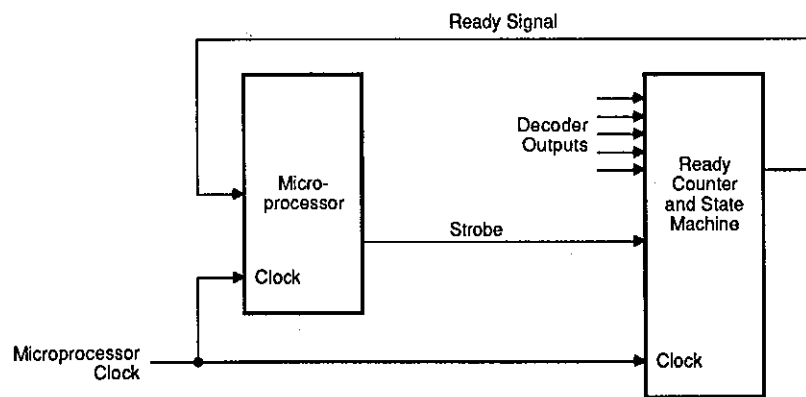 Ready Signal
Micro-
processor
Clock
Decoder
Outputs
Strobe
Ready
Counter
and State
Machine
Clock
Microprocessor
Clock